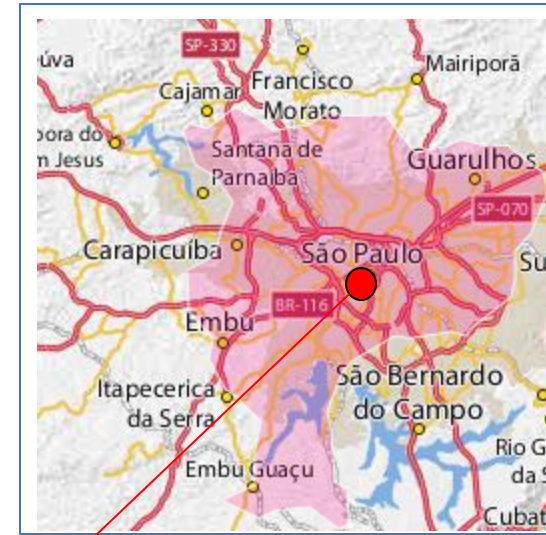 SP-330
Mairiporã
Francisco
Cajamar
Morato
Jesus
Santana de
Parnaíba
Guarulhos
SP-070
Carapicuíba
São Paulo
BR-116
Embu
São Bernardo
do Campo
Itapecerica
da Serra
Embu Guaçu